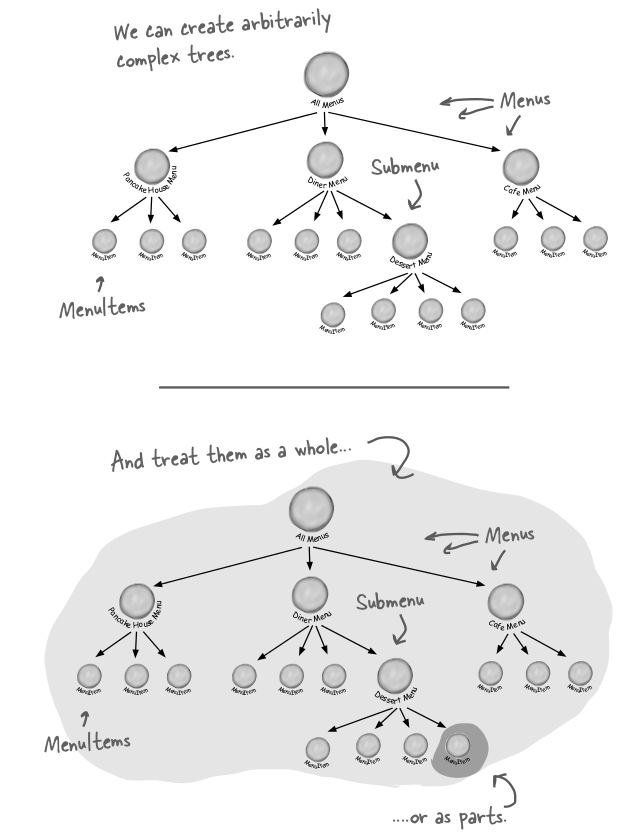 We can create arbitrarily
complex trees.
All Menus
Menus
Pancake House Menu
Diner Menu
Submenu
Cafe Menu
MenuItem
MenuItem
MenuItem
MenuItem
MenuItem
MenuItem
Dessert Menu
MenuItem
MenuItem
MenuItem
MenuItems
MenuItem
MenuItem
MenuItem
MenuItem
And treat them as a whole...
All Menus
Menus
Pancake House Menu
Diner Menu
Submenu
Cafe Menu
MenuItem
MenuItem
MenuItem
MenuItem
MenuItem
MenuItem
Dessert Menu
MenuItem
MenuItem
MenuItem
MenuItems
MenuItem
MenuItem
MenuItem
MenuItem
....or as parts.